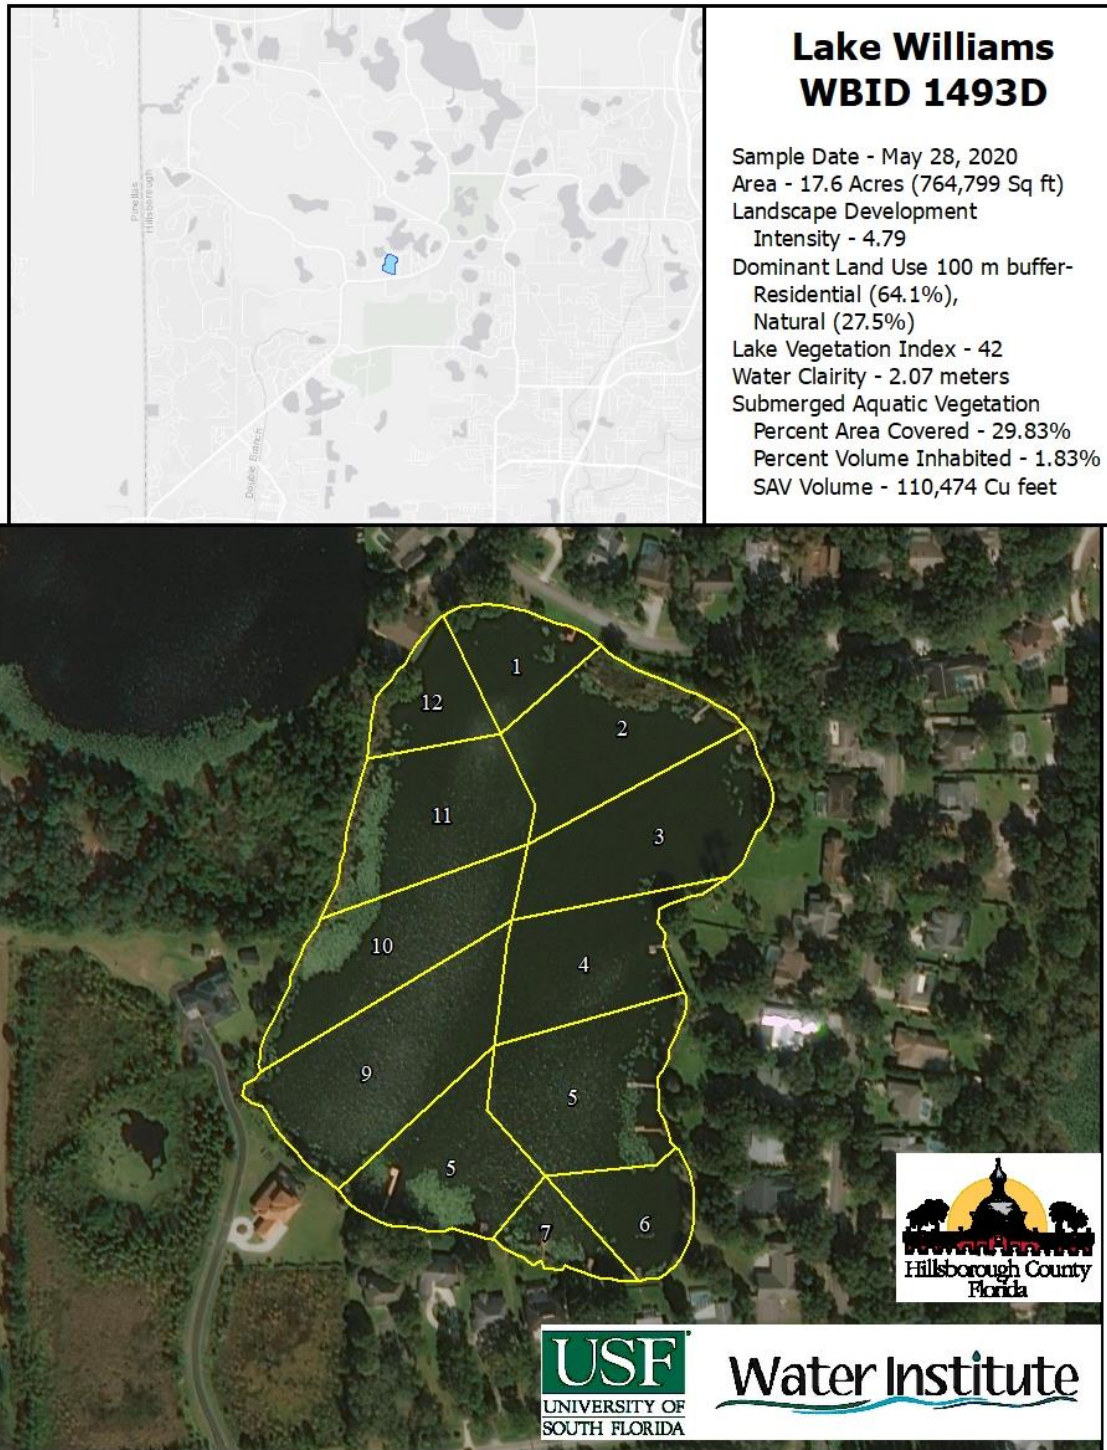 Pinellas
Hillsborough
Double Branch
Lake Williams
WBID 1493D
Sample Date - May 28, 2020
Area - 17.6 Acres (764,799 Sq ft)
Landscape Development
Intensity - 4.79
Dominant Land Use 100 m buffer-
Residential (64.1%),
Natural (27.5%)
Lake Vegetation Index - 42
Water Clairity - 2.07 meters
Submerged Aquatic Vegetation
Percent Area Covered - 29.83%
Percent Volume Inhabited - 1.83%
SAV Volume - 110,474 Cu feet
1
12
2
11
3
10
4
9
5
5
7
6
Hillsborough County
Florida
USF
UNIVERSITY OF
SOUTH FLORIDA
Water Institute